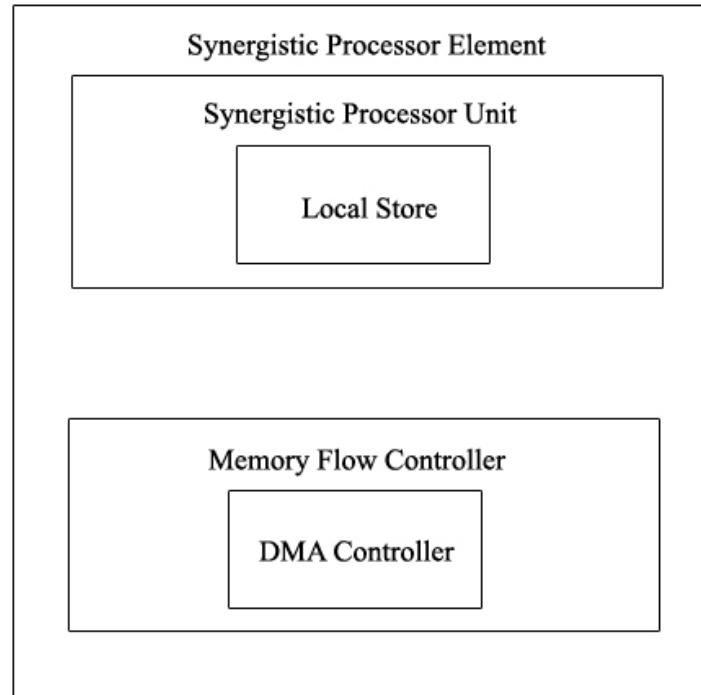 Synergistic Processor Element
Synergistic Processor Unit
Local Store
Memory Flow Controller
DMA Controller